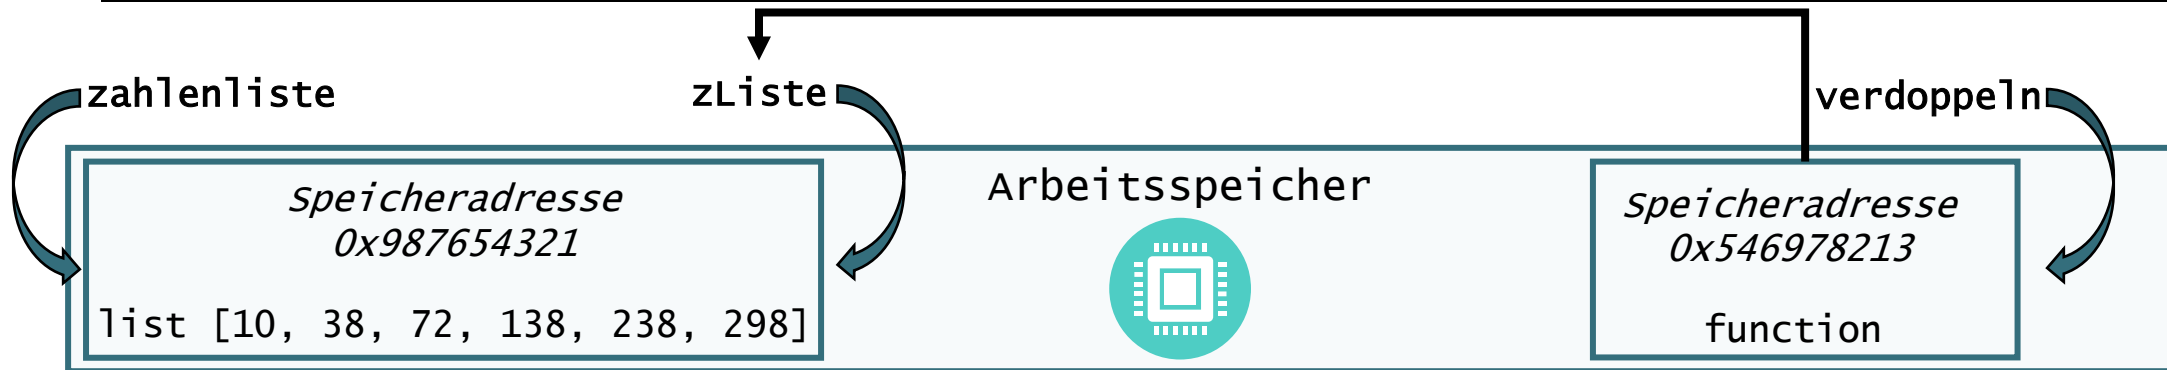 zahlenliste
zListe
verdoppeln
Arbeitsspeicher
Speicheradresse
0x987654321
list [10, 38, 72, 138, 238, 298]
Speicheradresse
0x546978213
function